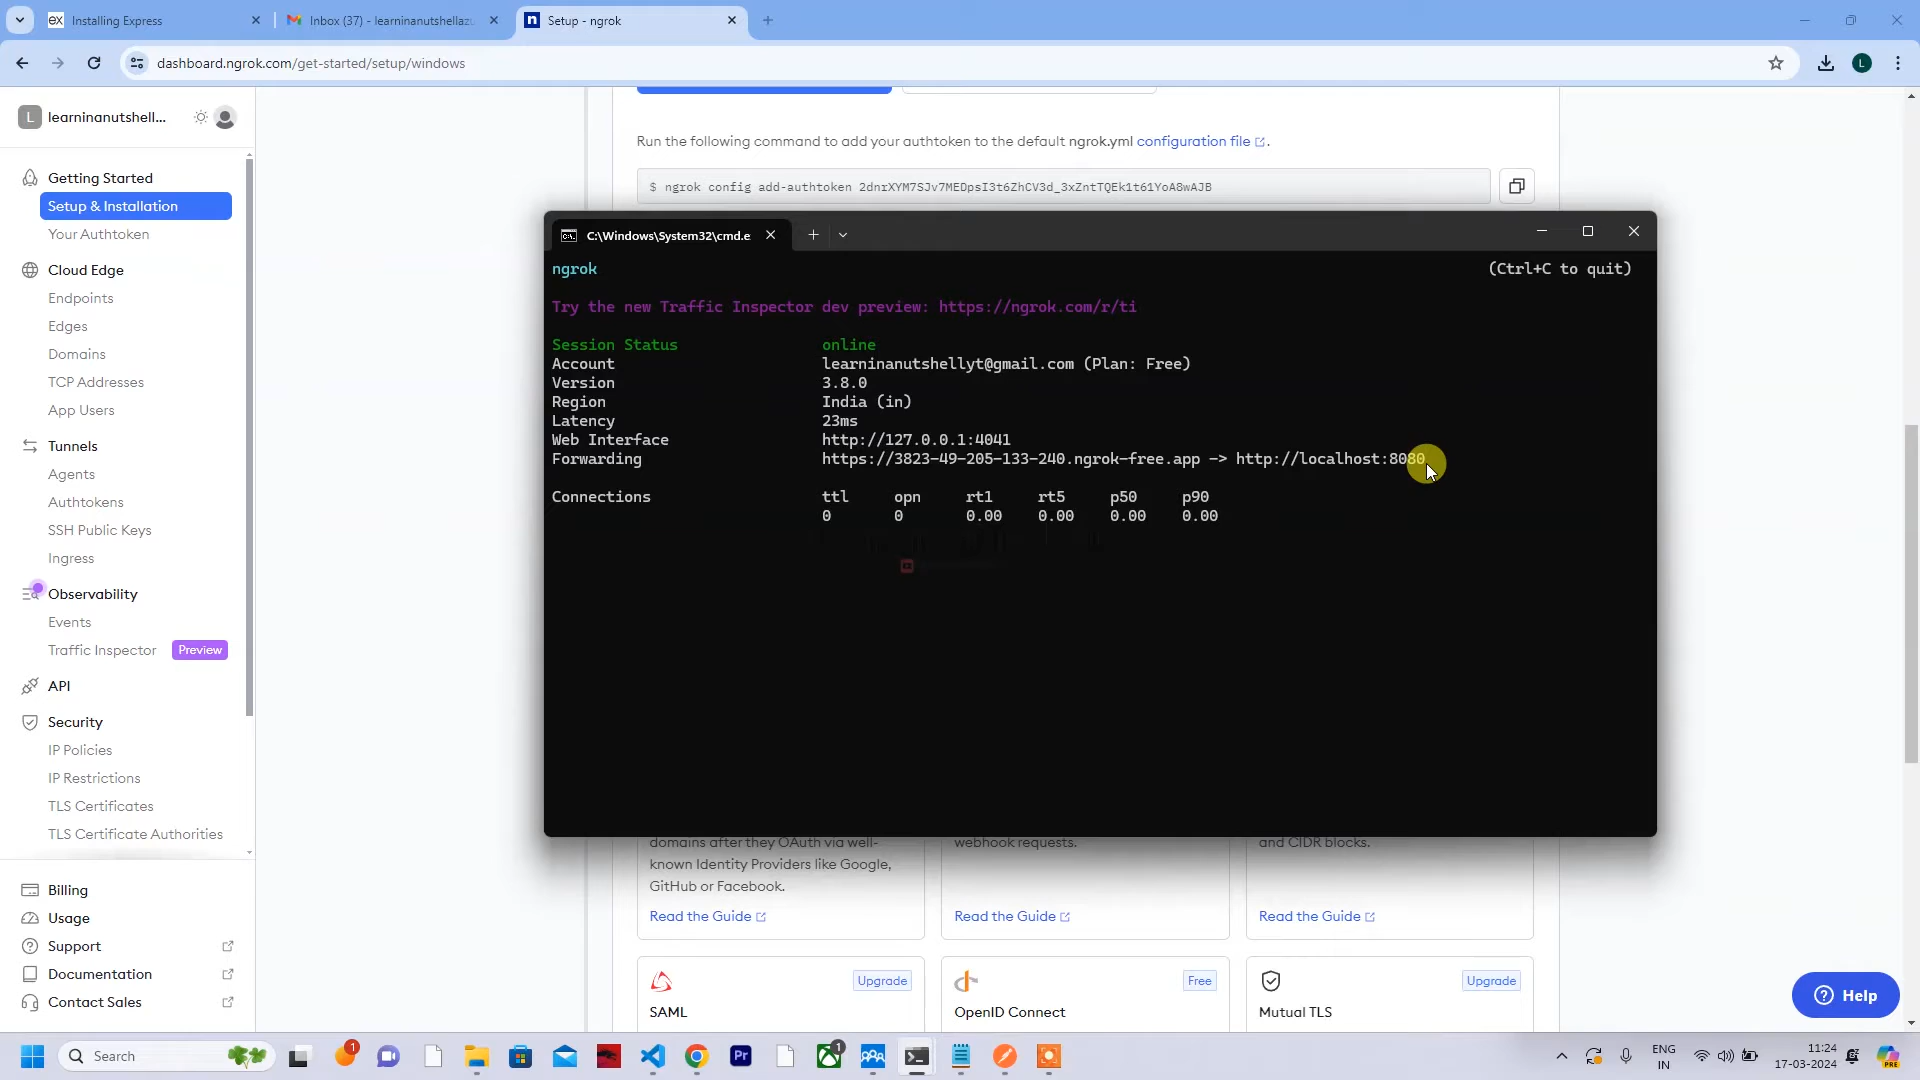 Installing Express
Inbox (37) - learninanutshellazu
Setup - ngrok
dashboard.ngrok.com/get-started/setup/windows
L
L
learninanutshell...
Getting Started
Setup & Installation
Your Authtoken
Cloud Edge
Endpoints
Edges
Domains
TCP Addresses
App Users
Tunnels
Agents
Authtokens
SSH Public Keys
Ingress
Observability
Events
Traffic Inspector Preview
API
Security
IP Policies
IP Restrictions
TLS Certificates
TLS Certificate Authorities
Billing
Usage
Support
Documentation
Contact Sales
Run the following command to add your authtoken to the default ngrok.yml configuration file.
$ ngrok config add-authtoken 2dnrXYM7SJv7MEDpsI3t6ZhCV3d_3xZntTQEk1t61YoA8wAJB
C:\Windows\System32\cmd.e
ngrok (Ctrl+C to quit)
Try the new Traffic Inspector dev preview: https://ngrok.com/r/ti
Session Status online
Account learninanutshellyt@gmail.com (Plan: Free)
Version 3.8.0
Region India (in)
Latency 23ms
Web Interface http://127.0.0.1:4041
Forwarding https://3823-49-205-133-240.ngrok-free.app -> http://localhost:8080
Connections ttl opn rt1 rt5 p50 p90
0 0 0.00 0.00 0.00 0.00
domains after they OAuth via well-
known Identity Providers like Google,
GitHub or Facebook.
Read the Guide
webhook requests.
Read the Guide
and CIDR blocks.
Read the Guide
Upgrade
SAML
Free
OpenID Connect
Upgrade
Mutual TLS
Help
Search
1
Pr
1
ENG
IN
11:24
17-03-2024
PRE